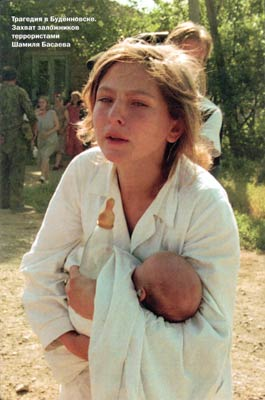 Трагедия в Буденновске.
Захват заложников
террористами
Шамиля Басаева